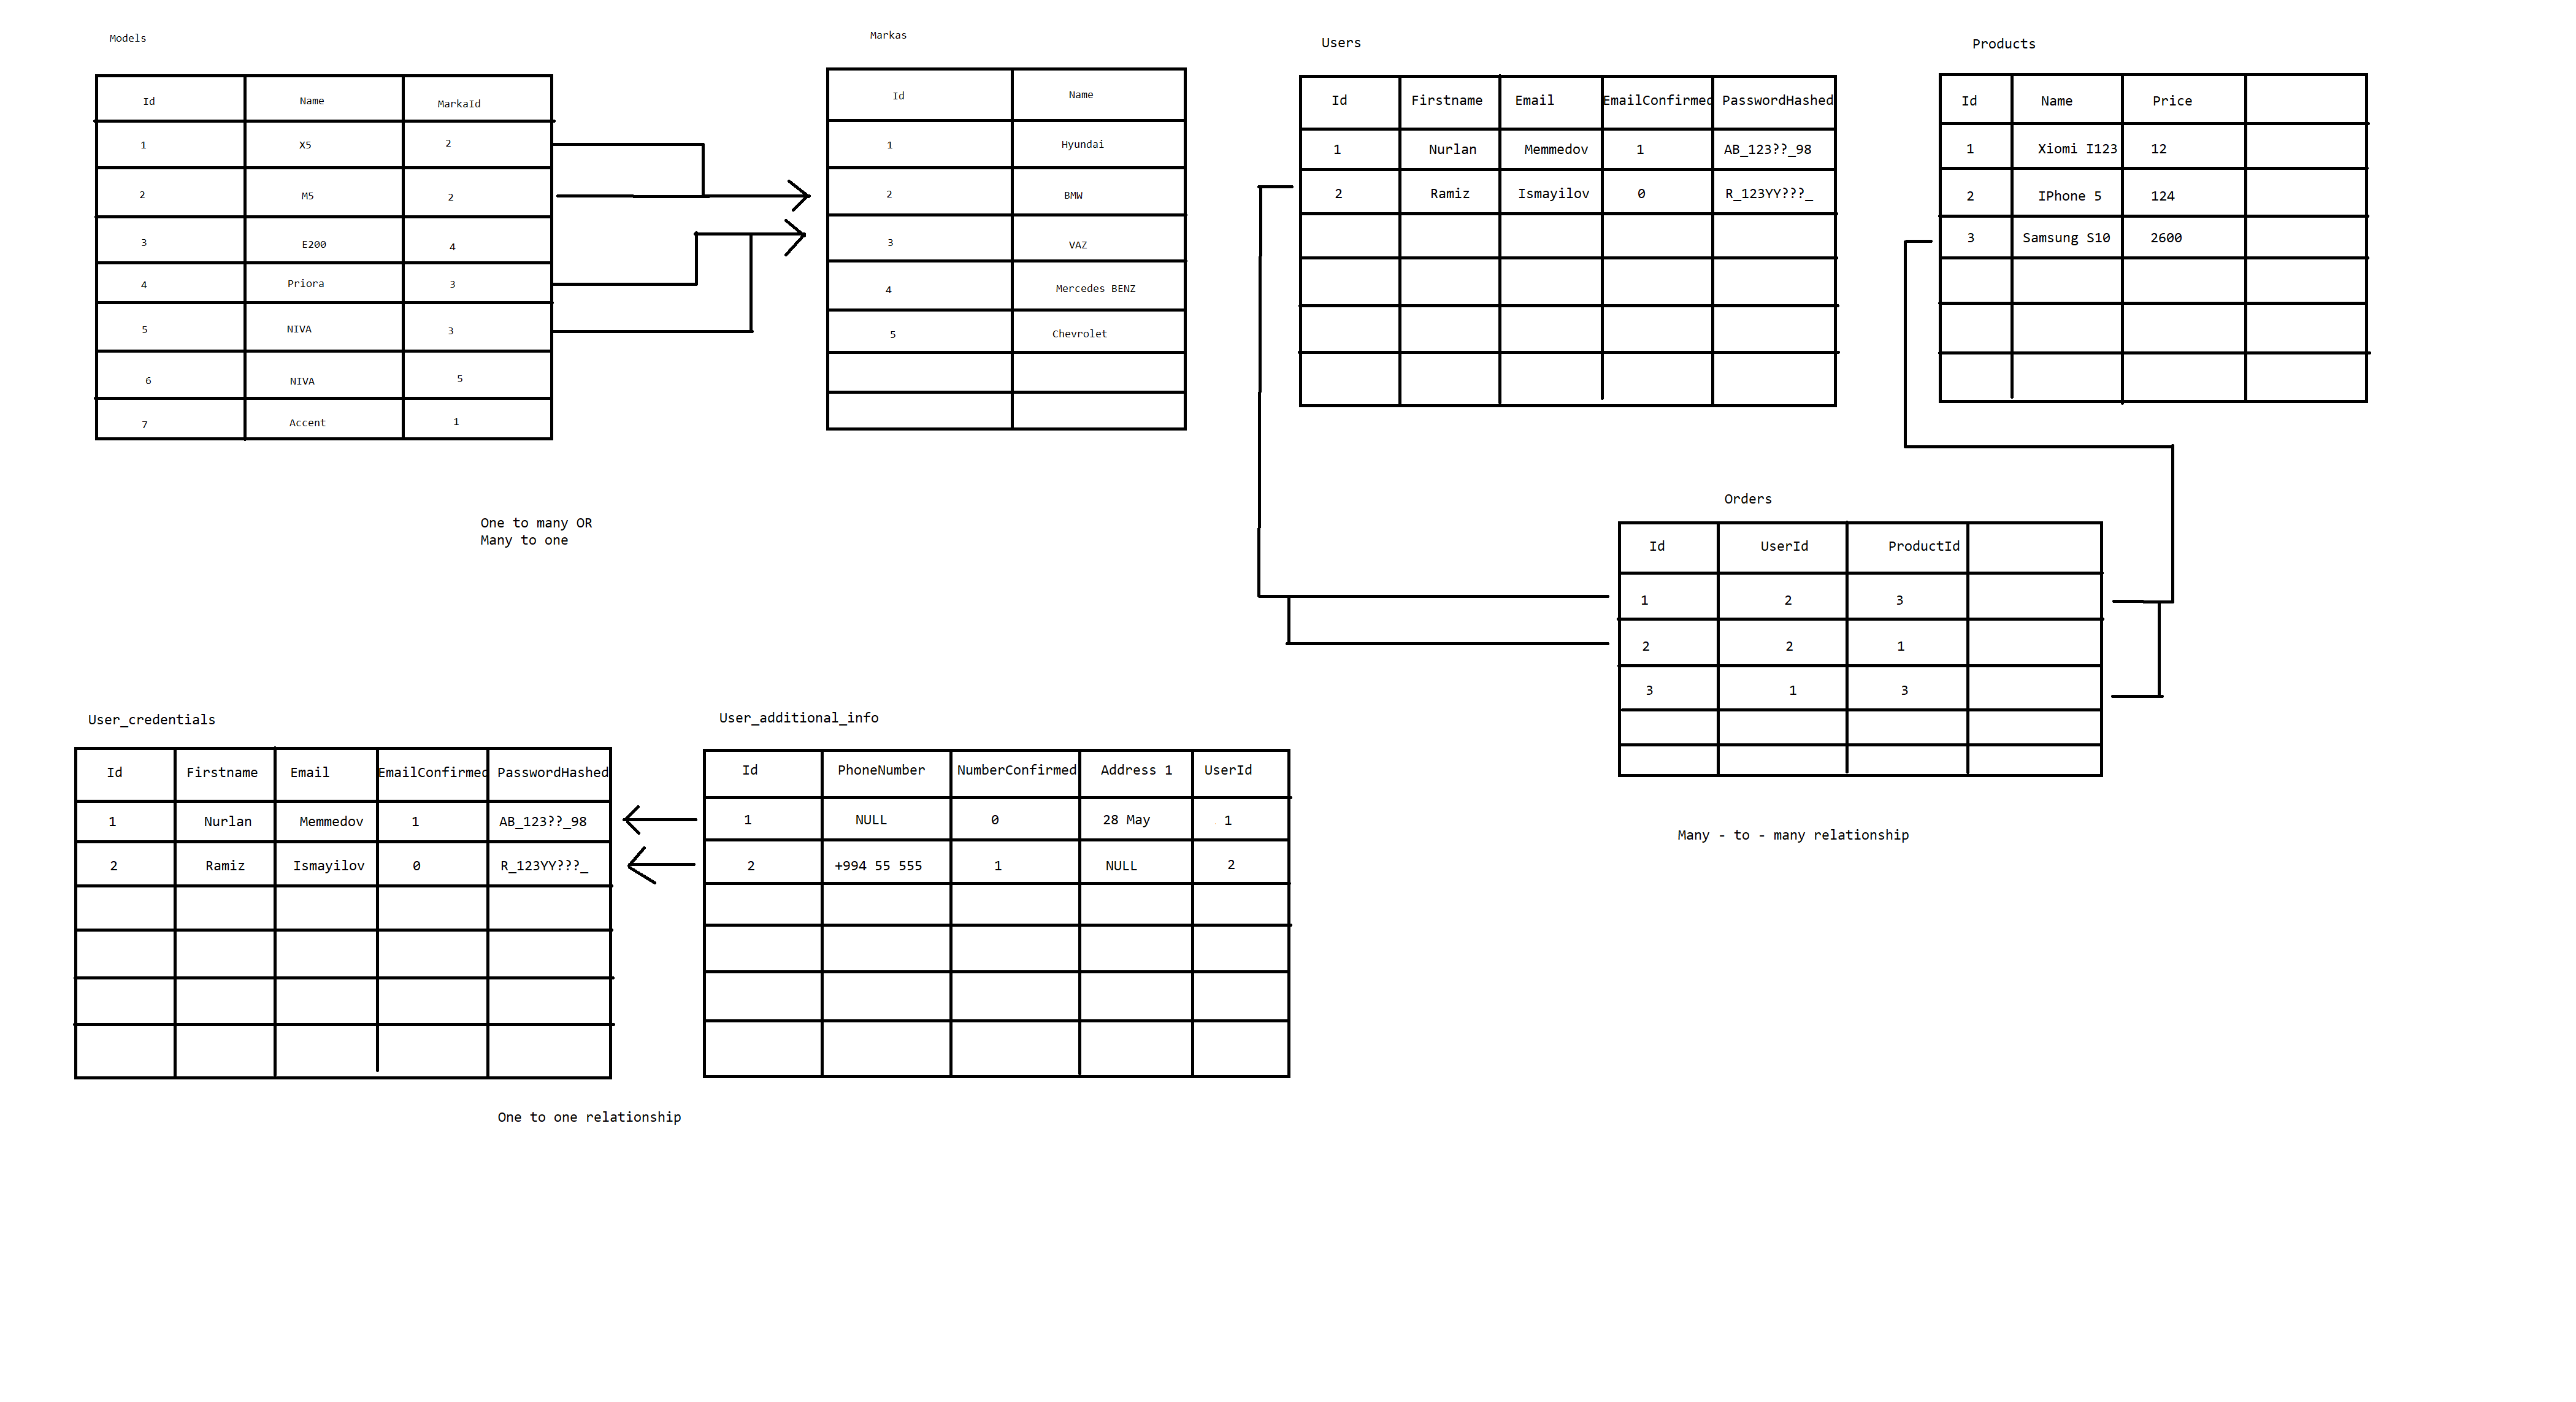 Models
Id Name MarkaId
1 X5 2
2 M5 2
3 E200 4
4 Priora 3
5 NIVA 3
6 NIVA 5
7 Accent 1
Markas
Id Name
1 Hyundai
2 BMW
3 VAZ
4 Mercedes BENZ
5 Chevrolet
One to many OR
Many to one
Users
Id Firstname Email EmailConfirmed PasswordHashed
1 Nurlan Memmedov 1 AB_123??_98
2 Ramiz Ismayilov 0 R_123YY???_
Products
Id Name Price
1 Xiomi I123 12
2 IPhone 5 124
3 Samsung S10 2600
Orders
Id UserId ProductId
1 2 3
2 2 1
3 1 3
Many - to - many relationship
User_credentials
Id Firstname Email EmailConfirmed PasswordHashed
1 Nurlan Memmedov 1 AB_123??_98
2 Ramiz Ismayilov 0 R_123YY???_
User_additional_info
Id PhoneNumber NumberConfirmed Address 1 UserId
1 NULL 0 28 May 1
2 +994 55 555 1 NULL 2
One to one relationship